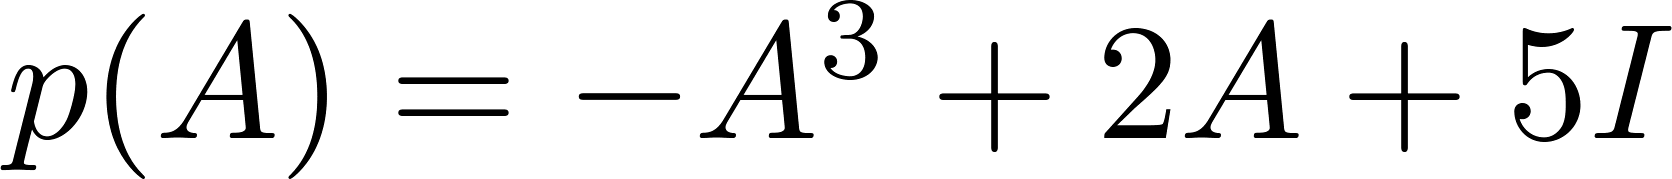 p(A) = −A³ + 2A + 5I